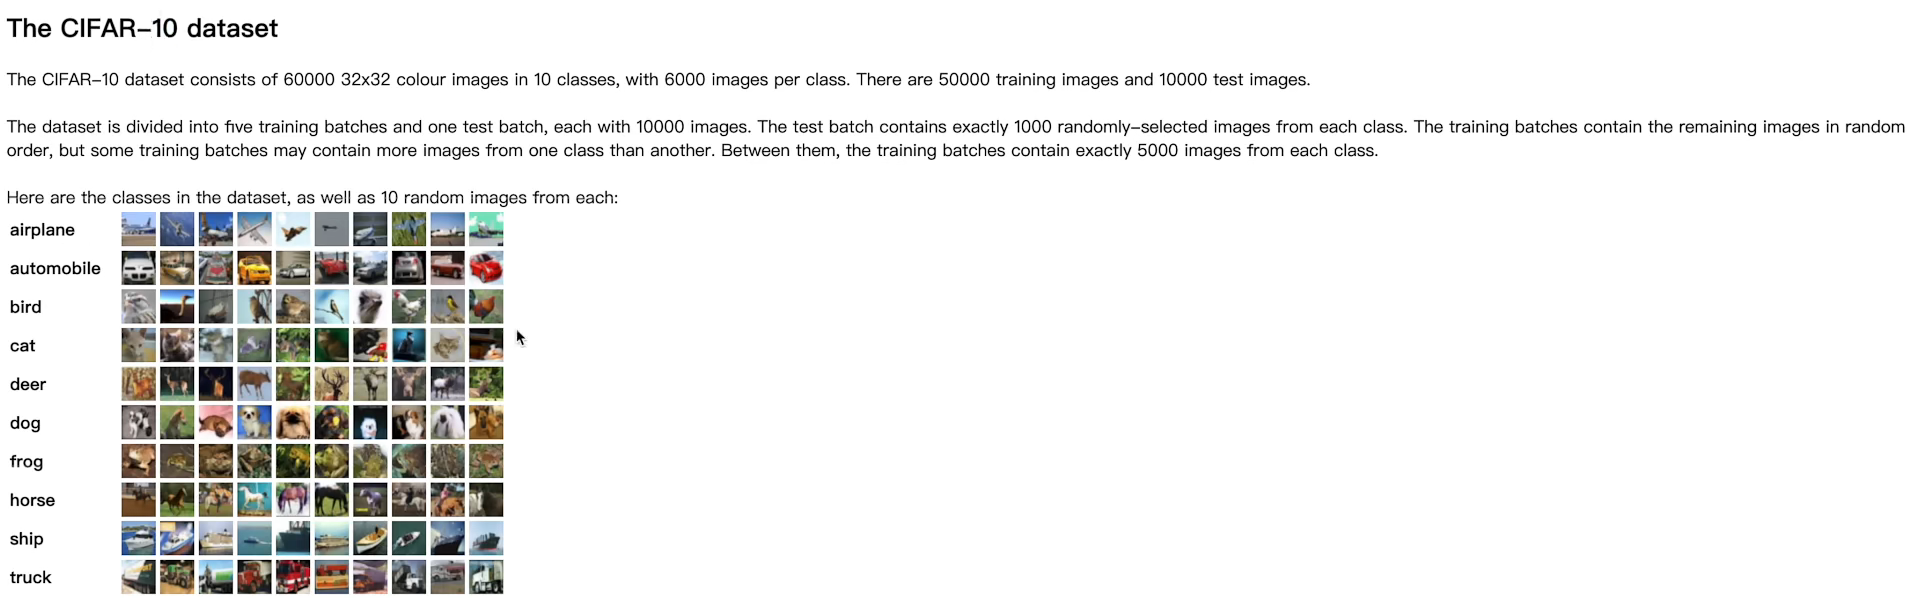 The CIFAR-10 dataset
The CIFAR-10 dataset consists of 60000 32x32 colour images in 10 classes, with 6000 images per class. There are 50000 training images and 10000 test images.
The dataset is divided into five training batches and one test batch, each with 10000 images. The test batch contains exactly 1000 randomly-selected images from each class. The training batches contain the remaining images in random
order, but some training batches may contain more images from one class than another. Between them, the training batches contain exactly 5000 images from each class.
Here are the classes in the dataset, as well as 10 random images from each:
airplane
automobile
bird
cat
deer
dog
frog
horse
ship
truck